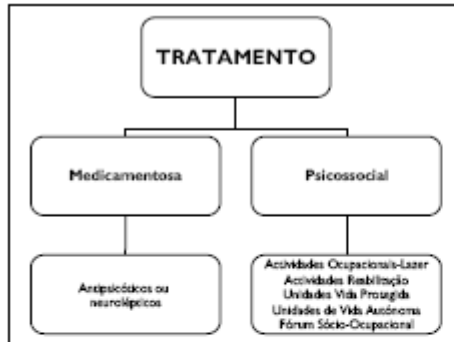 TRATAMENTO
Medicamentosa
Psicossocial
Antipsicósicos ou
neurolépticos
Actividades Ocupacionais-Lazer
Actividades Reabilitação
Unidades Vida Protegida
Unidades de Vida Autónoma
Fórum Sócio-Ocupacional